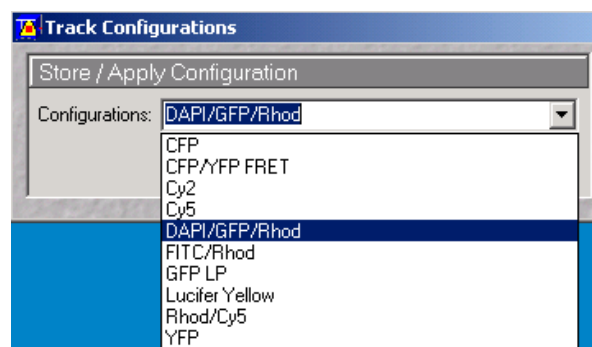 Track Configurations
Store / Apply Configuration
Configurations: DAPI/GFP/Rhod
CFP
CFP/YFP FRET
Cy2
Cy5
DAPI/GFP/Rhod
FITC/Rhod
GFP LP
Lucifer Yellow
Rhod/Cy5
YFP